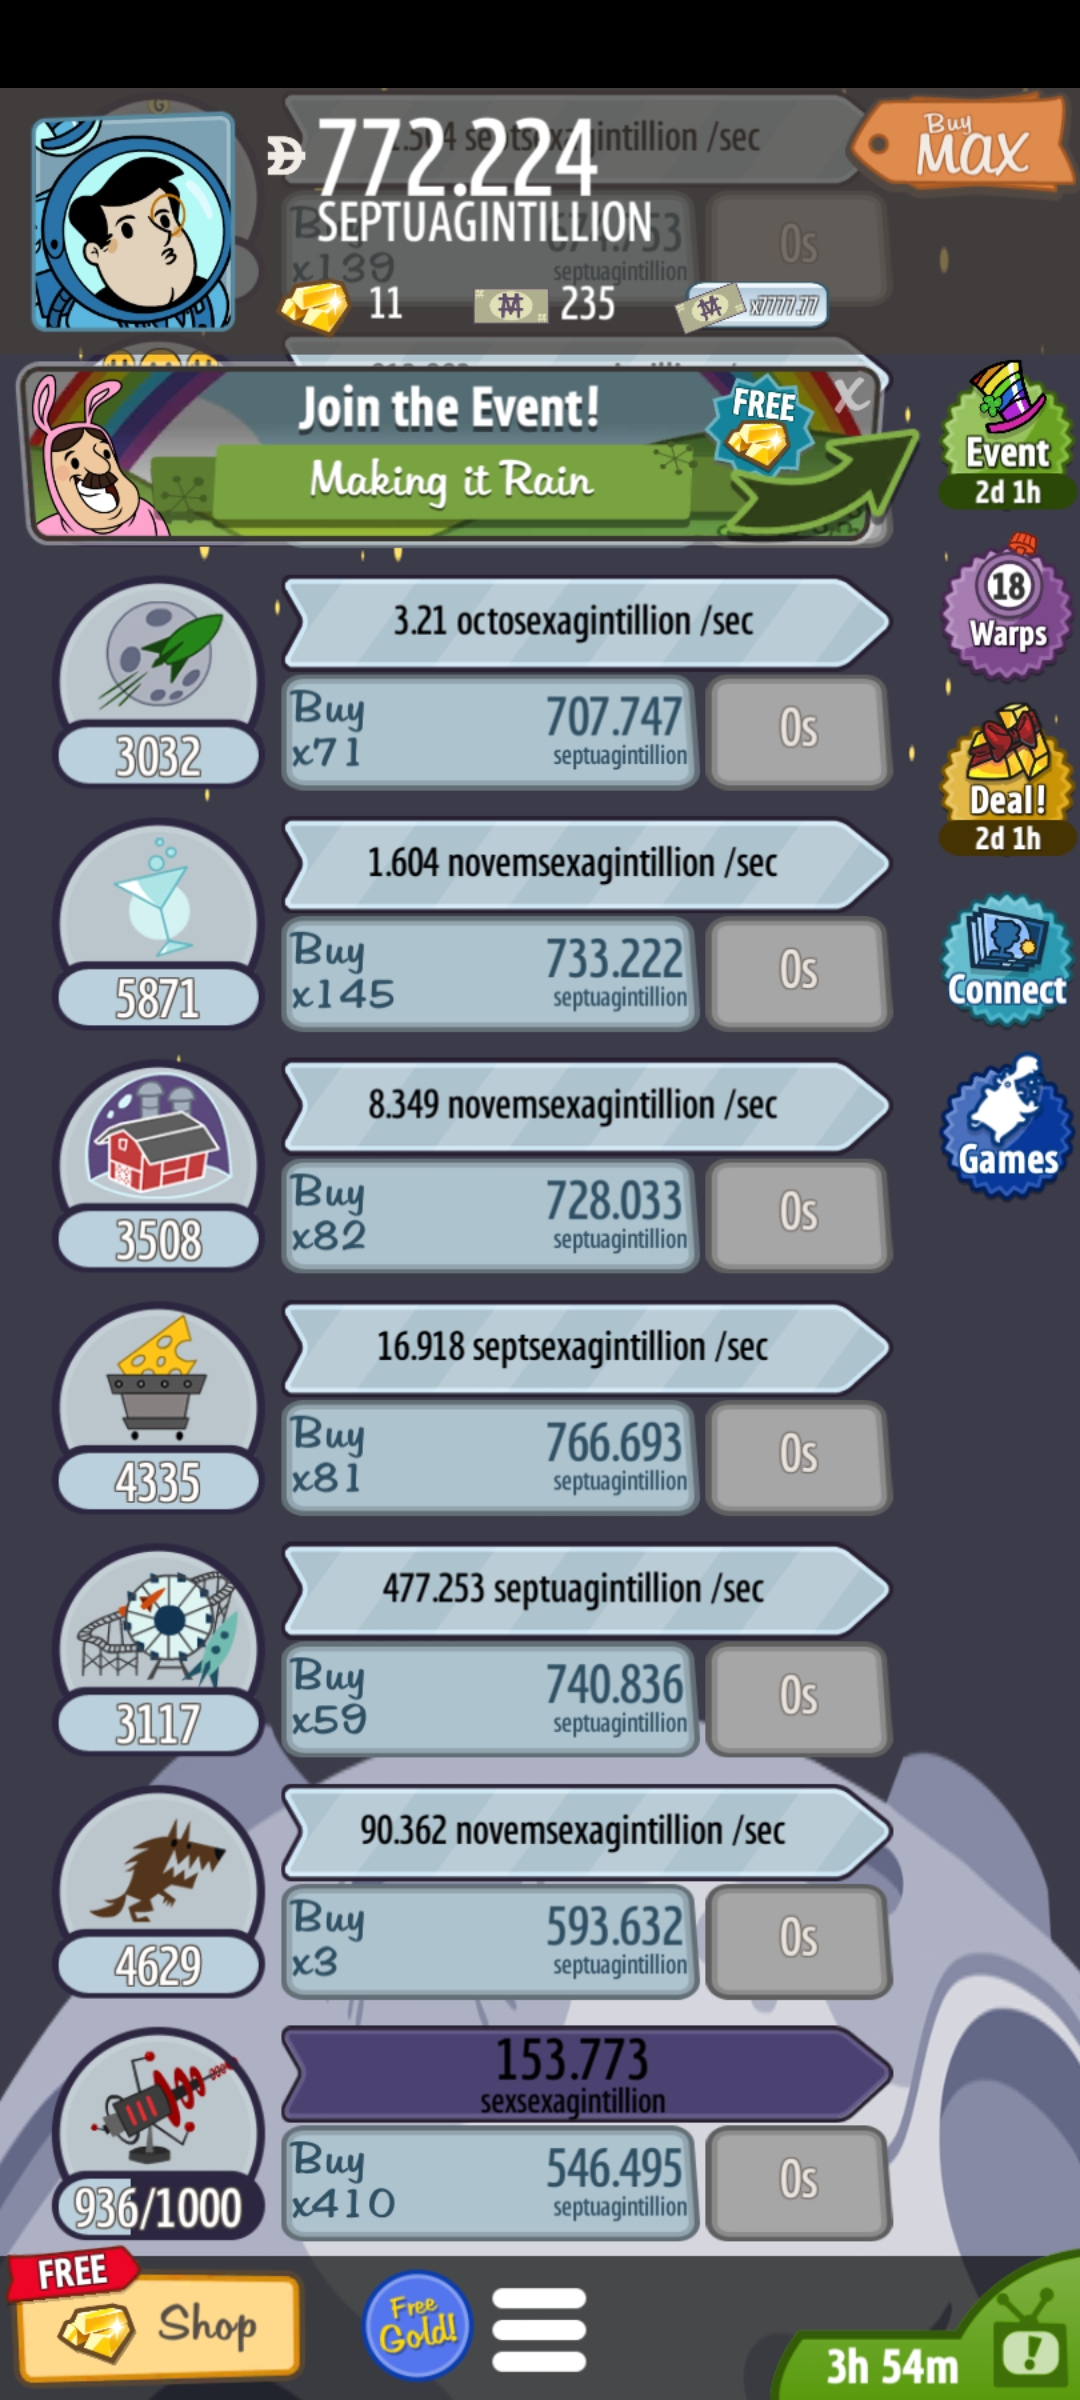 772.224
SEPTUAGINTILLION
/sec
Buy
x139
septuagintillion
0s
Buy
MAX
11
235
x7777.77
Join the Event!
Making it Rain
FREE
X
Event
2d 1h
3.21 octosexagintillion /sec
Buy
x71
707.747
septuagintillion
0s
3032
18
Warps
Deal!
2d 1h
1.604 novemsexagintillion /sec
Buy
x145
733.222
septuagintillion
0s
5871
Connect
8.349 novemsexagintillion /sec
Buy
x82
728.033
septuagintillion
0s
3508
Games
16.918 septsexagintillion /sec
Buy
x81
766.693
septuagintillion
0s
4335
477.253 septuagintillion /sec
Buy
x59
740.836
septuagintillion
0s
3117
90.362 novemsexagintillion /sec
Buy
x3
593.632
septuagintillion
0s
4629
153.773
sexsexagintillion
Buy
x410
546.495
septuagintillion
0s
936/1000
FREE
Shop
Free
Gold!
3h 54m